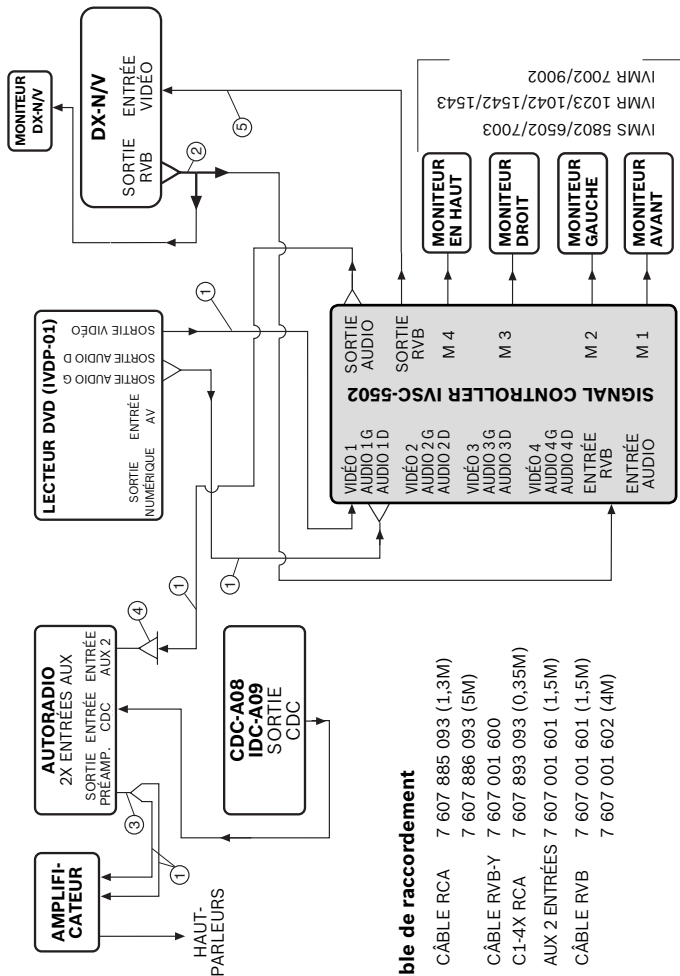 AMPLIFI-
CATEUR
HAUT-
PARLEURS
AUTORADIO
2X ENTRÉES AUX
SORTIE PRÉAMP.
ENTRÉE CDC
ENTRÉE AUX 2
3
1
4
1
CDC-A08
IDC-A09
SORTIE
CDC
LECTEUR DVD (IVDP-01)
SORTIE NUMÉRIQUE
ENTRÉE AV
SORTIE AUDIO G
SORTIE AUDIO D
SORTIE VIDÉO
1
1
MONITEUR
DX-N/V
DX-N/V
SORTIE RVB
ENTRÉE VIDÉO
2
5
SIGNAL CONTROLLER IVSC-5502
VIDÉO 1
AUDIO 1 G
AUDIO 1 D
VIDÉO 2
AUDIO 2 G
AUDIO 2 D
VIDÉO 3
AUDIO 3 G
AUDIO 3 D
VIDÉO 4
AUDIO 4 G
AUDIO 4 D
ENTRÉE
RVB
ENTRÉE
AUDIO
SORTIE
AUDIO
SORTIE
RVB
M 4
M 3
M 2
M 1
MONITEUR
EN HAUT
MONITEUR
DROIT
MONITEUR
GAUCHE
MONITEUR
AVANT
IVMS 5802/6502/7003
IVMR 1023/1042/1542/1543
IVMR 7002/9002
ble de raccordement
CÂBLE RCA 7 607 885 093 (1,3M)
7 607 886 093 (5M)
CÂBLE RVB-Y 7 607 001 600
C1-4X RCA 7 607 893 093 (0,35M)
AUX 2 ENTRÉES 7 607 001 601 (1,5M)
CÂBLE RVB 7 607 001 601 (1,5M)
7 607 001 602 (4M)